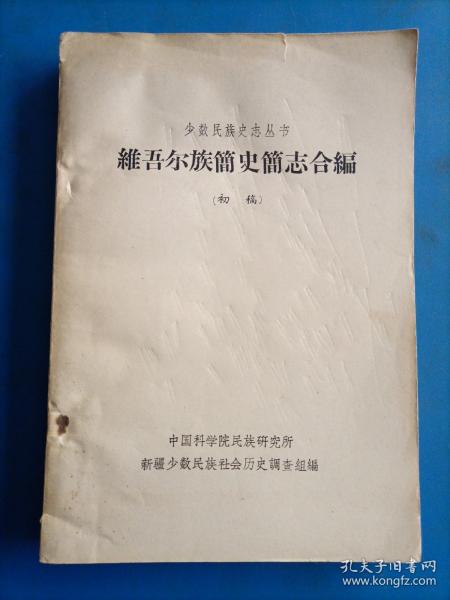 少数民族史志丛书
維吾尔族簡史簡志合編
(初稿)
中国科学院民族研究所
新疆少数民族社会历史調查組編
孔夫子旧书网
www.kongfz.com